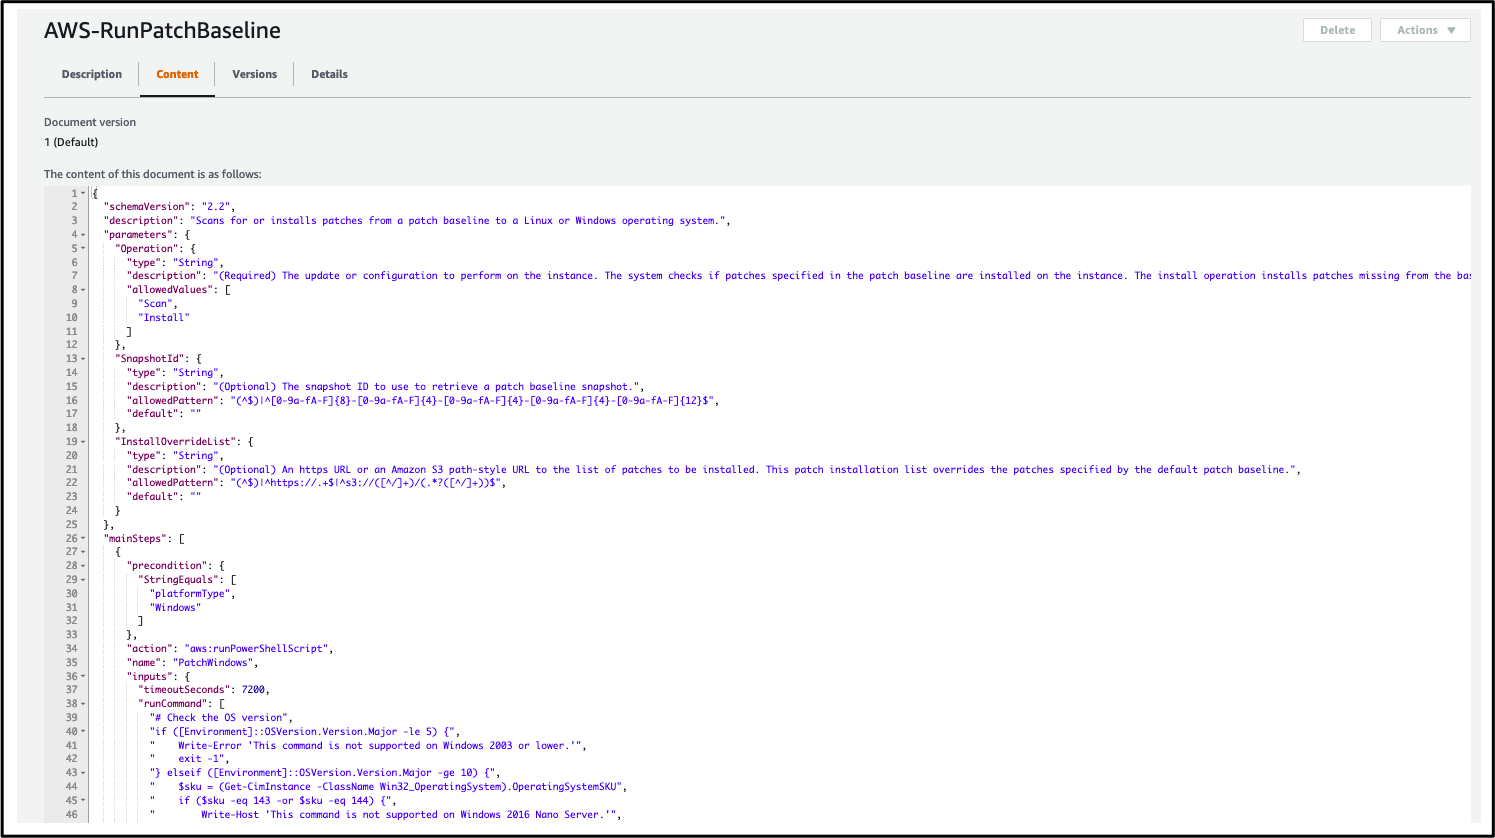 AWS-RunPatchBaseline
Delete
Actions
Description
Content
Versions
Details
Document version
1 (Default)
The content of this document is as follows:
1 {
2   "schemaVersion": "2.2",
3   "description": "Scans for or installs patches from a patch baseline to a Linux or Windows operating system.",
4   "parameters": {
5     "Operation": {
6       "type": "String",
7       "description": "(Required) The update or configuration to perform on the instance. The system checks if patches specified in the patch baseline are installed on the instance. The install operation installs patches missing from the
8       "allowedValues": [
9         "Scan",
10         "Install"
11       ]
12     },
13     "SnapshotId": {
14       "type": "String",
15       "description": "(Optional) The snapshot ID to use to retrieve a patch baseline snapshot.",
16       "allowedPattern": "(^$)|^[0-9a-fA-F]{8}-[0-9a-fA-F]{4}-[0-9a-fA-F]{4}-[0-9a-fA-F]{4}-[0-9a-fA-F]{12}$",
17       "default": ""
18     },
19     "InstallOverrideList": {
20       "type": "String",
21       "description": "(Optional) An https URL or an Amazon S3 path-style URL to the list of patches to be installed. This patch installation list overrides the patches specified by the default patch baseline.",
22       "allowedPattern": "(^$)|^https://.+$|^s3://([^/]+)/(.*?([^/]+))$",
23       "default": ""
24     }
25   },
26   "mainSteps": [
27     {
28       "precondition": {
29         "StringEquals": [
30           "platformType",
31           "Windows"
32         ]
33       },
34       "action": "aws:runPowerShellScript",
35       "name": "PatchWindows",
36       "inputs": {
37         "timeoutSeconds": 7200,
38         "runCommand": [
39           "# Check the OS version",
40           "if ([Environment]::OSVersion.Version.Major -le 5) {",
41           "    Write-Error 'This command is not supported on Windows 2003 or lower.'",
42           "    exit -1",
43           "} elseif ([Environment]::OSVersion.Version.Major -ge 10) {",
44           "    $sku = (Get-CimInstance -ClassName Win32_OperatingSystem).OperatingSystemSKU",
45           "    if ($sku -eq 143 -or $sku -eq 144) {",
46           "        Write-Host 'This command is not supported on Windows 2016 Nano Server.'",